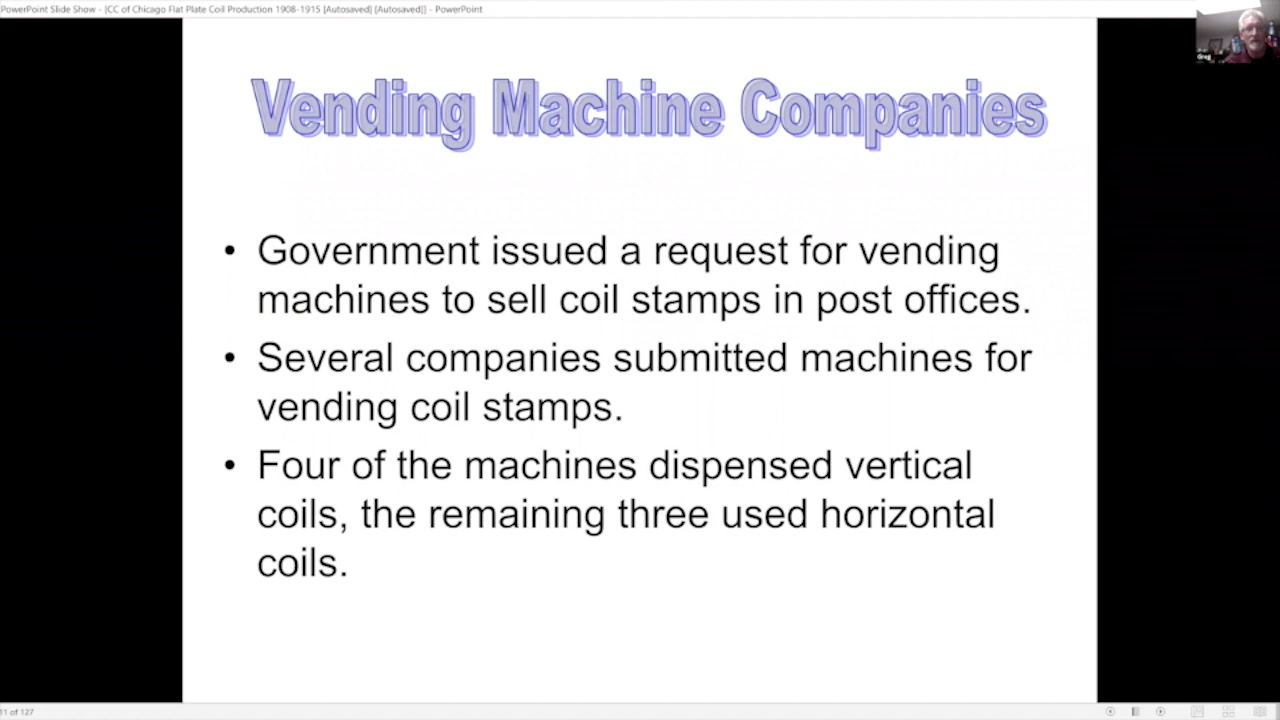 PowerPoint Slide Show - [CC of Chicago Flat Plate Coil Production 1908-1915 [Autosaved] [Autosaved]] - PowerPoint
Greg
Vending Machine Companies
• Government issued a request for vending
machines to sell coil stamps in post offices.
• Several companies submitted machines for
vending coil stamps.
• Four of the machines dispensed vertical
coils, the remaining three used horizontal
coils.
11 of 127